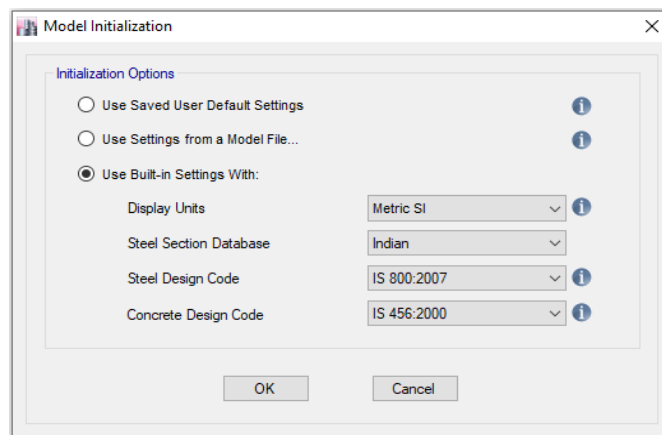 Model Initialization
Initialization Options
Use Saved User Default Settings
Use Settings from a Model File...
Use Built-in Settings With:
Display Units Metric SI
Steel Section Database Indian
Steel Design Code IS 800:2007
Concrete Design Code IS 456:2000
OK Cancel